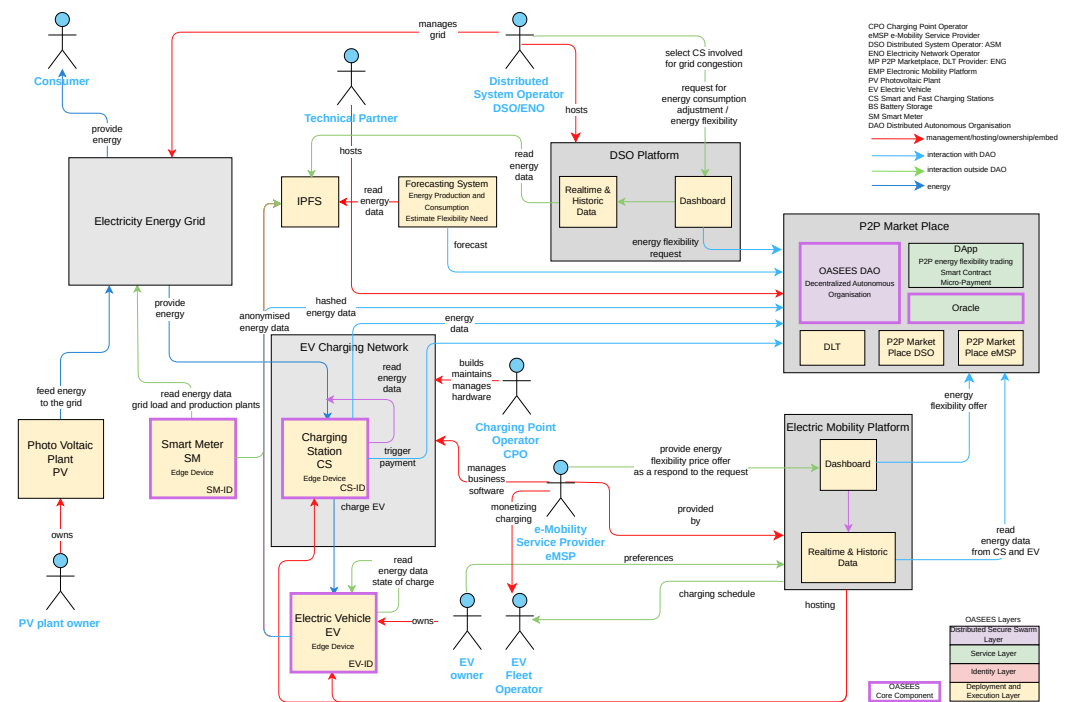 manages
grid
Consumer
Technical Partner
Distributed
System Operator
DSO/ENO
select CS involved
for grid congestion
request for
energy consumption
adjustment /
energy flexibility
CPO Charging Point Operator
eMSP e-Mobility Service Provider
DSO Distributed System Operator: ASM
ENO Electricity Network Operator
MP P2P Marketplace, DLT Provider: ENG
EMP Electronic Mobility Platform
PV Photovoltaic Plant
EV Electric Vehicle
CS Smart and Fast Charging Stations
BS Battery Storage
SM Smart Meter
DAO Distributed Autonomous Organisation
management/hosting/ownership/embed
interaction with DAO
interaction outside DAO
energy
provide
energy
hosts
hosts
read
energy
data
DSO Platform
Realtime &
Historic
Data
Dashboard
energy flexibility
request
Electricity Energy Grid
IPFS
read
energy
data
Forecasting System
Energy Production and
Consumption
Estimate Flexibility Need
forecast
P2P Market Place
OASEES DAO
Decentralized Autonomous
Organisation
DApp
P2P energy flexibility trading
Smart Contract
Micro-Payment
Oracle
DLT
P2P Market
Place DSO
P2P Market
Place eMSP
provide
energy
anonymised
energy data
hashed
energy data
energy
data
EV Charging Network
read
energy
data
builds
maintains
manages
hardware
Charging Point
Operator
CPO
feed energy
to the grid
read energy data
grid load and production plants
Photo Voltaic
Plant
PV
Smart Meter
SM
Edge Device
SM-ID
Charging
Station
CS
Edge Device
CS-ID
trigger
payment
charge EV
manages
business
software
monetizing
charging
e-Mobility
Service Provider
eMSP
provide energy
flexibility price offer
as a respond to the request
provided
by
energy
flexibility offer
Electric Mobility Platform
Dashboard
Realtime & Historic
Data
read
energy data
from CS and EV
owns
PV plant owner
read
energy data
state of charge
Electric Vehicle
EV
Edge Device
EV-ID
owns
preferences
charging schedule
hosting
EV
owner
EV
Fleet
Operator
OASEES Layers
Distributed Secure Swarm
Layer
Service Layer
Identity Layer
Deployment and
Execution Layer
OASEES
Core Component